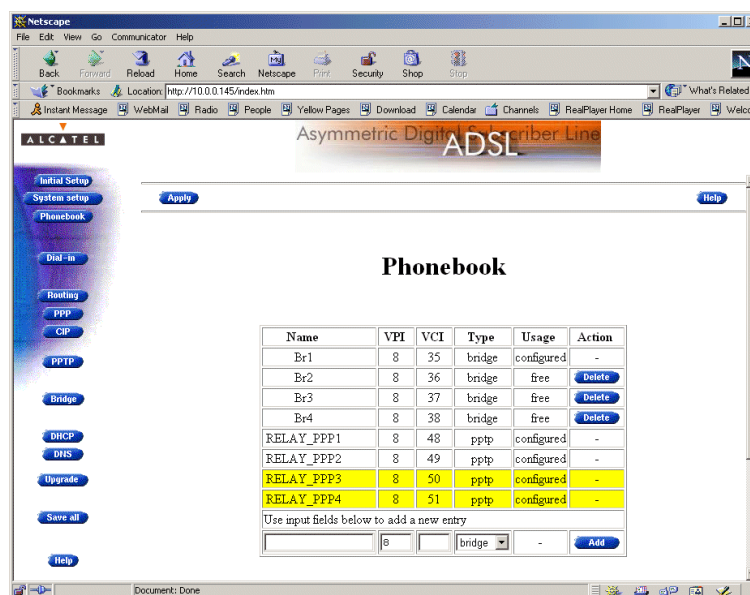 Netscape
File Edit View Go Communicator Help
Back Forward Reload Home Search Netscape Print Security Shop Stop
Bookmarks Location: http://10.0.0.145/index.htm What's Related
Instant Message WebMail Radio People Yellow Pages Download Calendar Channels RealPlayer Home RealPlayer
ALCATEL
Asymmetric Digital Subscriber Line
ADSL
Initial Setup
System setup
Apply
Help
Phonebook
Dial-in
Phonebook
Routing
PPP
CIP
PPTP
Bridge
DHCP
DNS
Upgrade
Save all
Help
Name VPI VCI Type Usage Action
Br1 8 35 bridge configured -
Br2 8 36 bridge free Delete
Br3 8 37 bridge free Delete
Br4 8 38 bridge free Delete
RELAY_PPP1 8 48 pptp configured -
RELAY_PPP2 8 49 pptp configured -
RELAY_PPP3 8 50 pptp configured -
RELAY_PPP4 8 51 pptp configured -
Use input fields below to add a new entry
8 bridge - Add
Document: Done